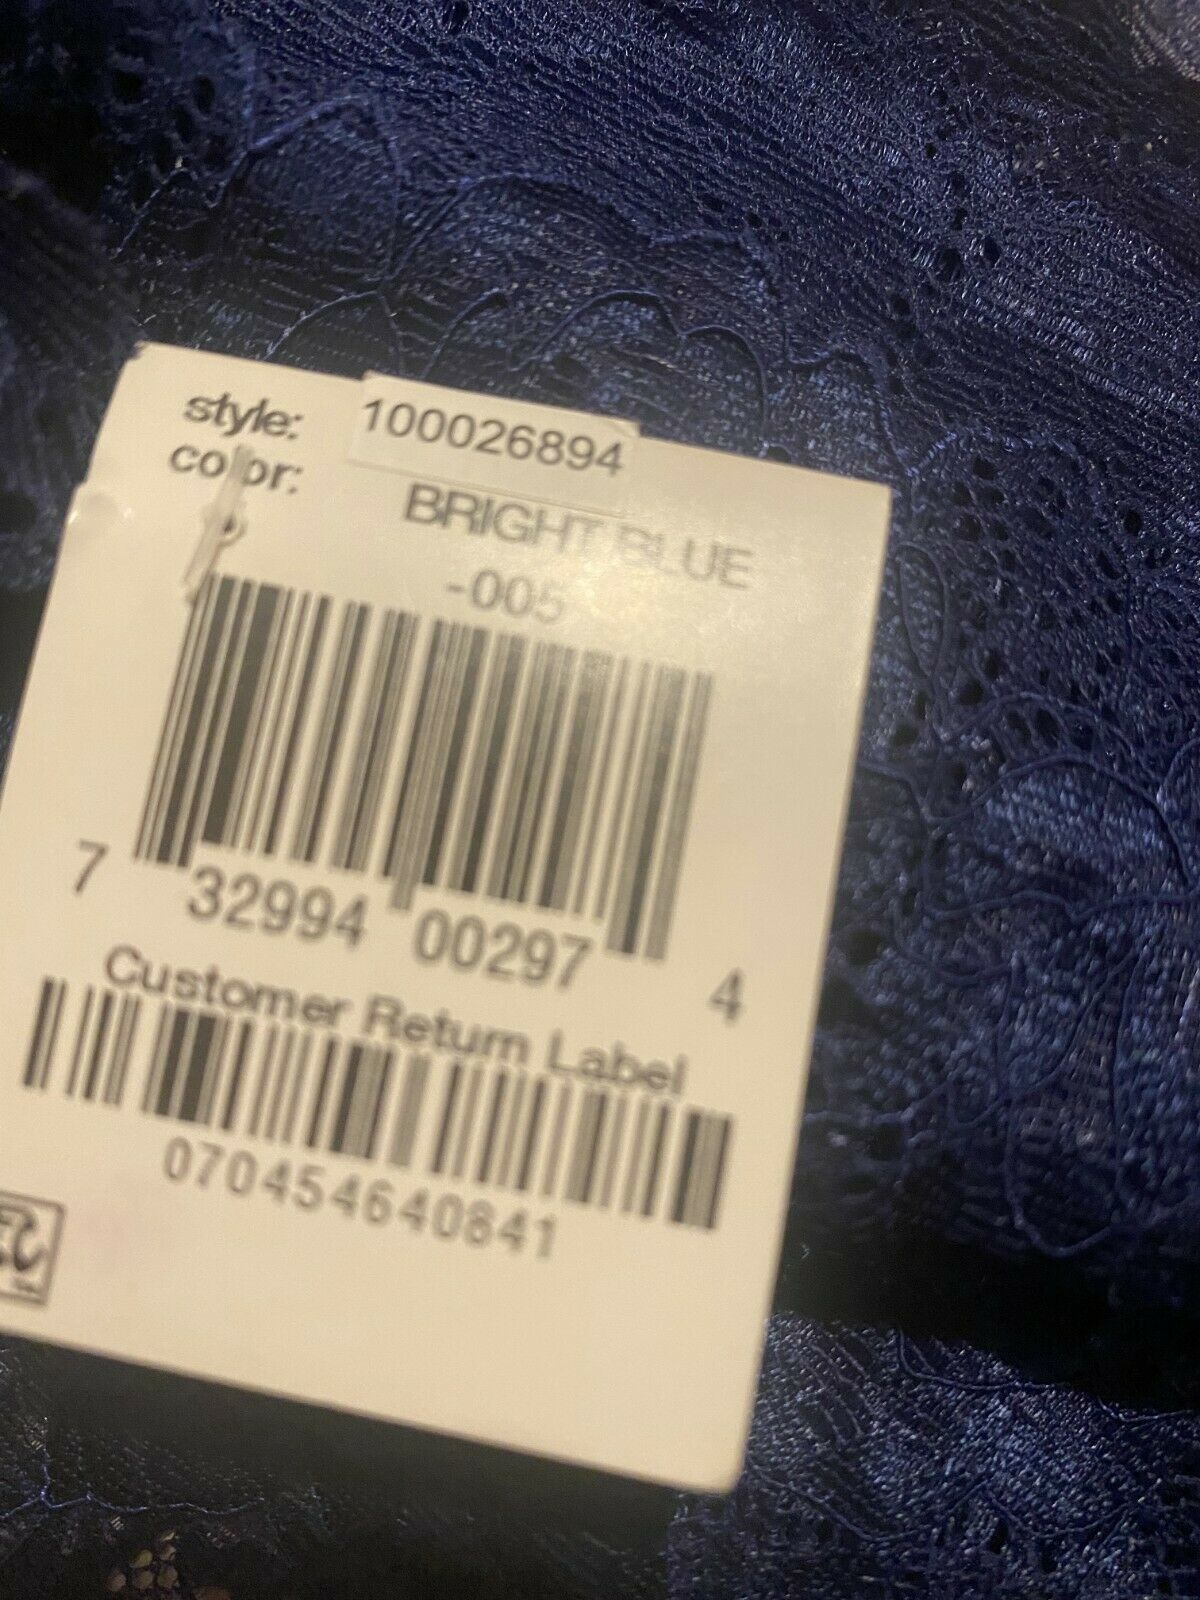 style: 100026894
color: BRIGHT BLUE
-005
7 32994 00297 4
Customer Return Label
070454640841